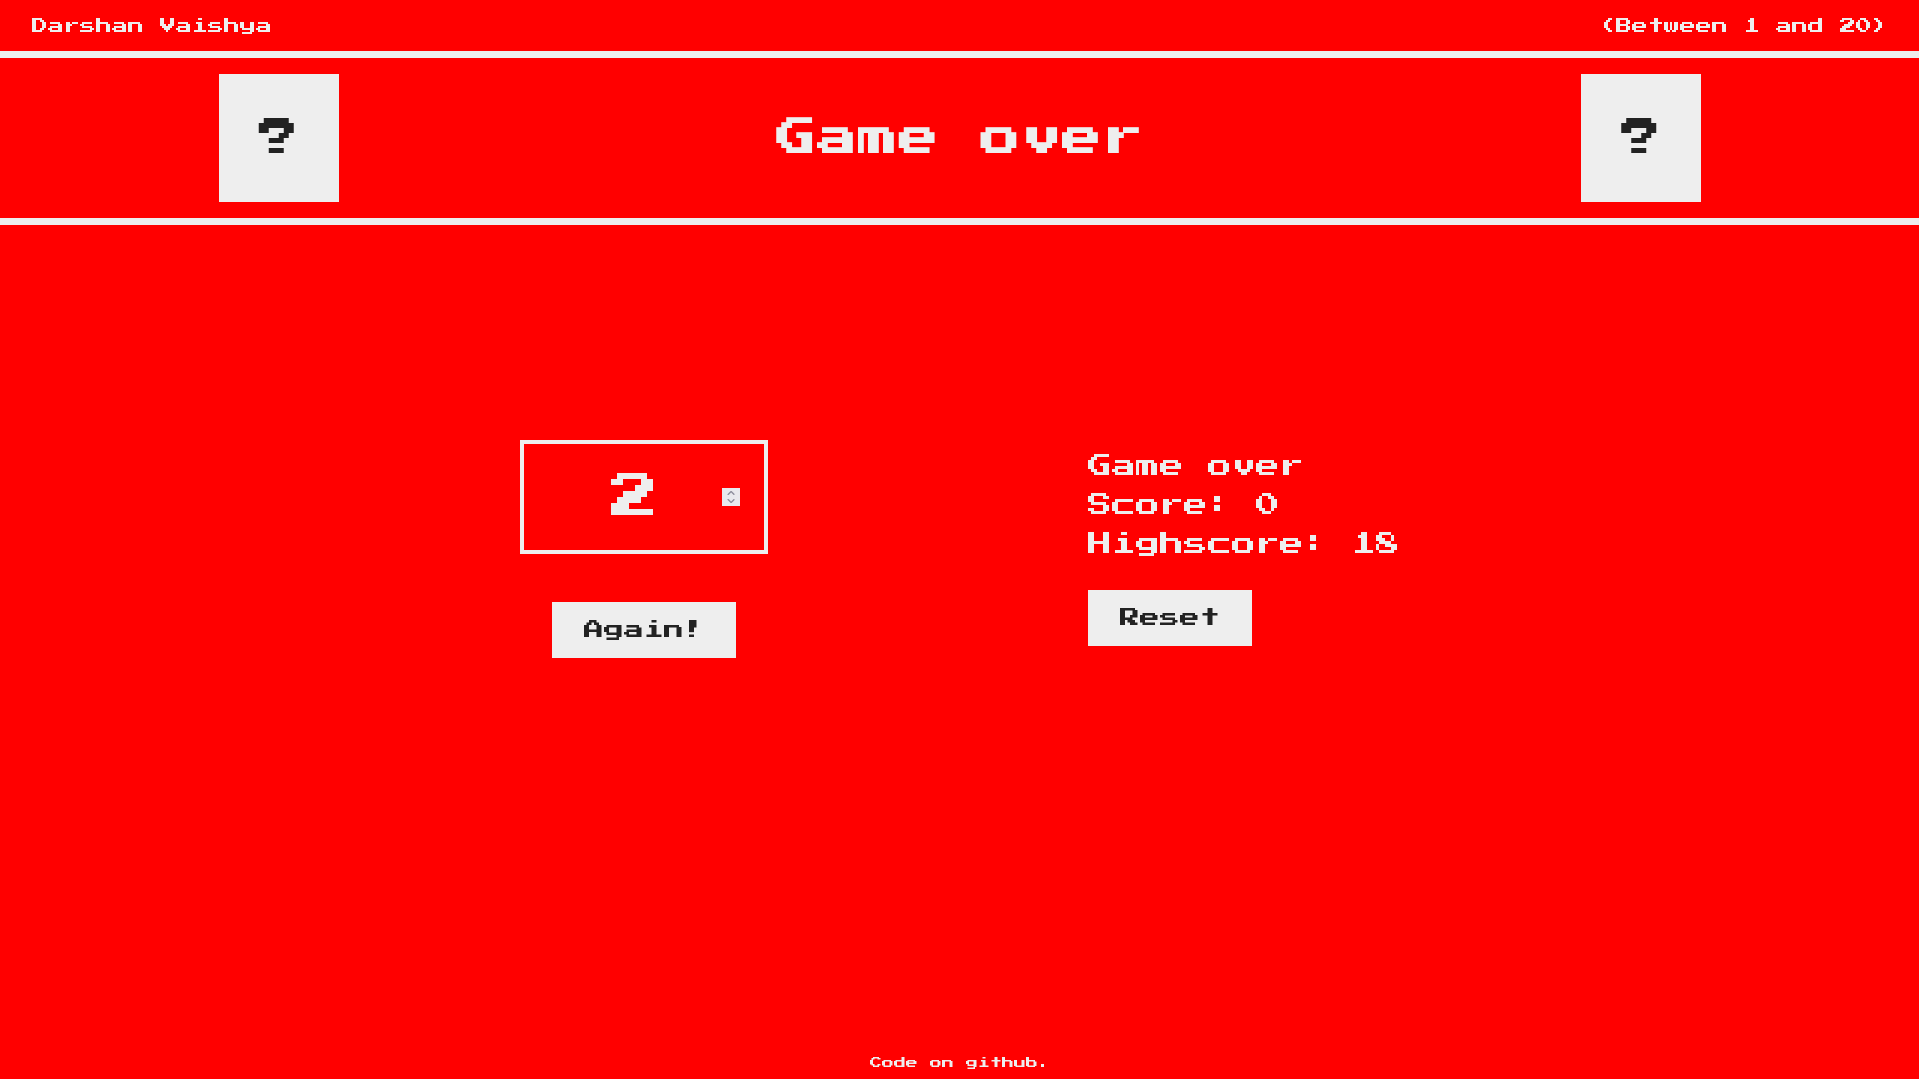 Darshan Vaishya
(Between 1 and 20)
?
Game over
?
2
Game over
Score: 0
Highscore: 18
Again!
Reset
Code on github.